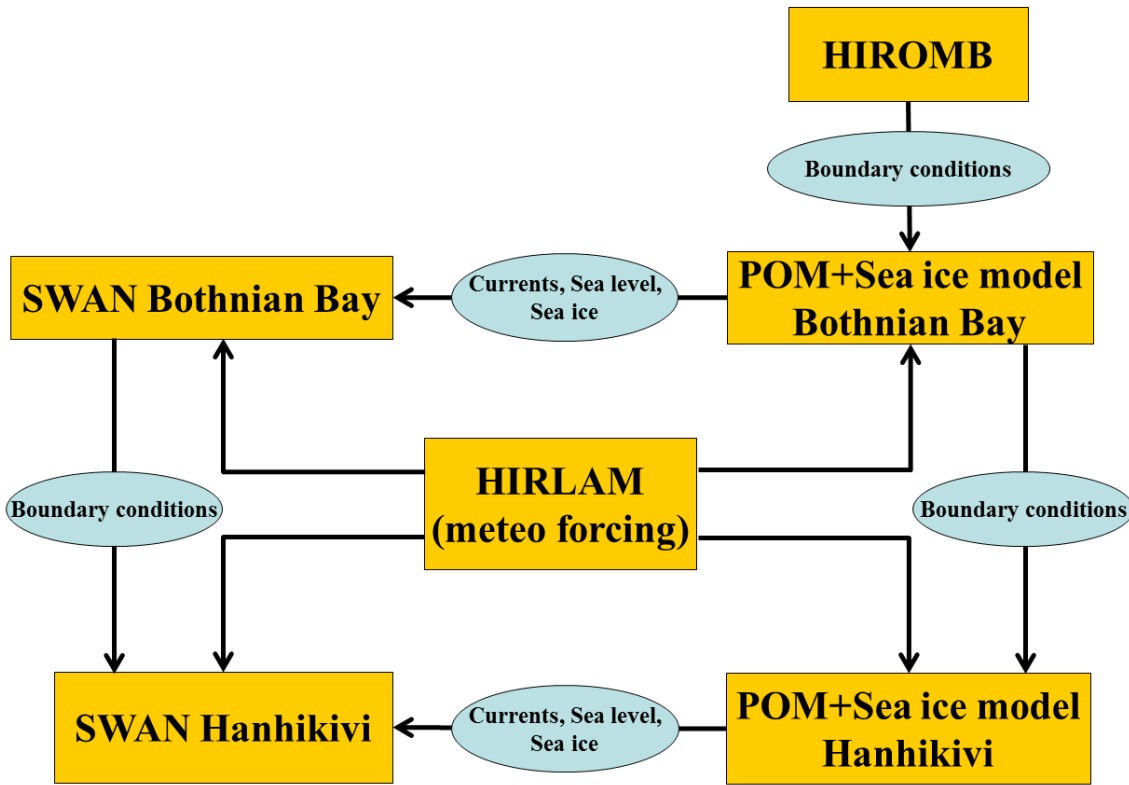 HIROMB
Boundary conditions
SWAN Bothnian Bay
Currents, Sea level,
Sea ice
POM+Sea ice model
Bothnian Bay
HIRLAM
(meteo forcing)
Boundary conditions
Boundary conditions
SWAN Hanhikivi
Currents, Sea level,
Sea ice
POM+Sea ice model
Hanhikivi